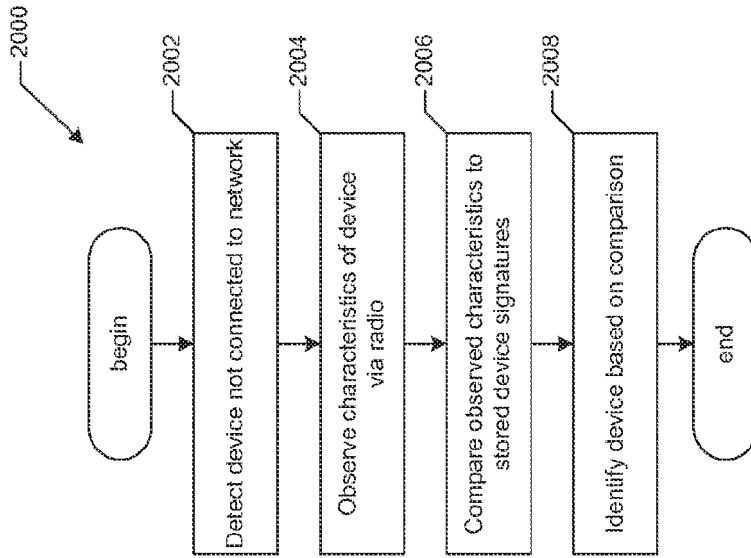 2000
begin
2002
Detect device not connected to network
2004
Observe characteristics of device
via radio
2006
Compare observed characteristics to
stored device signatures
2008
Identify device based on comparison
end